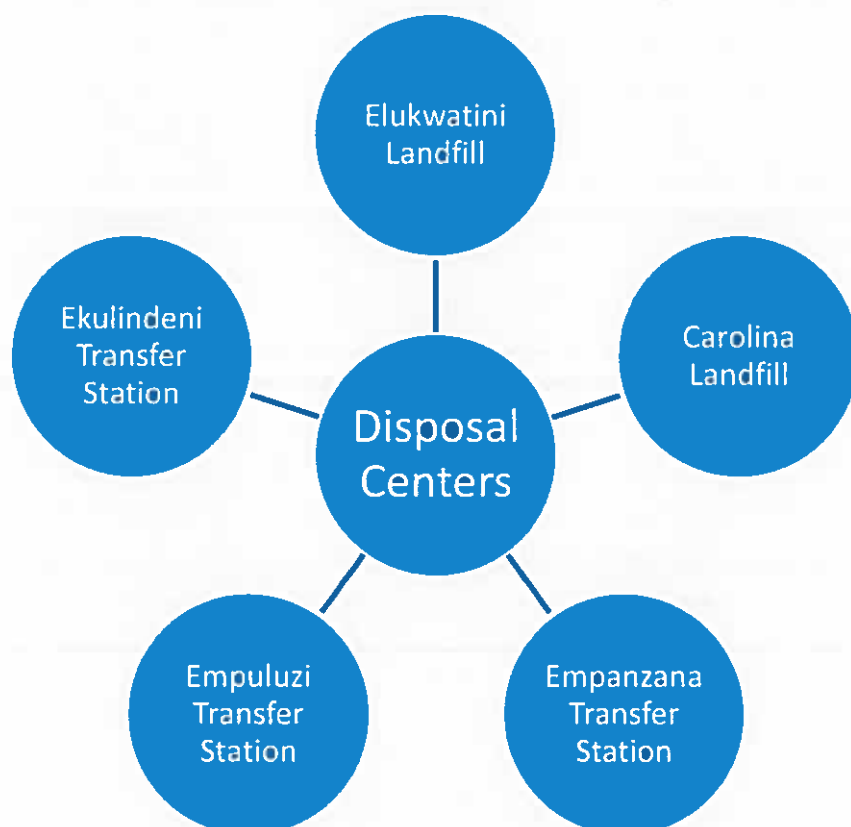 Elukwatini
Landfill
Ekulindeni
Transfer
Station
Carolina
Landfill
Disposal
Centers
Empuluzi
Transfer
Station
Empanzana
Transfer
Station